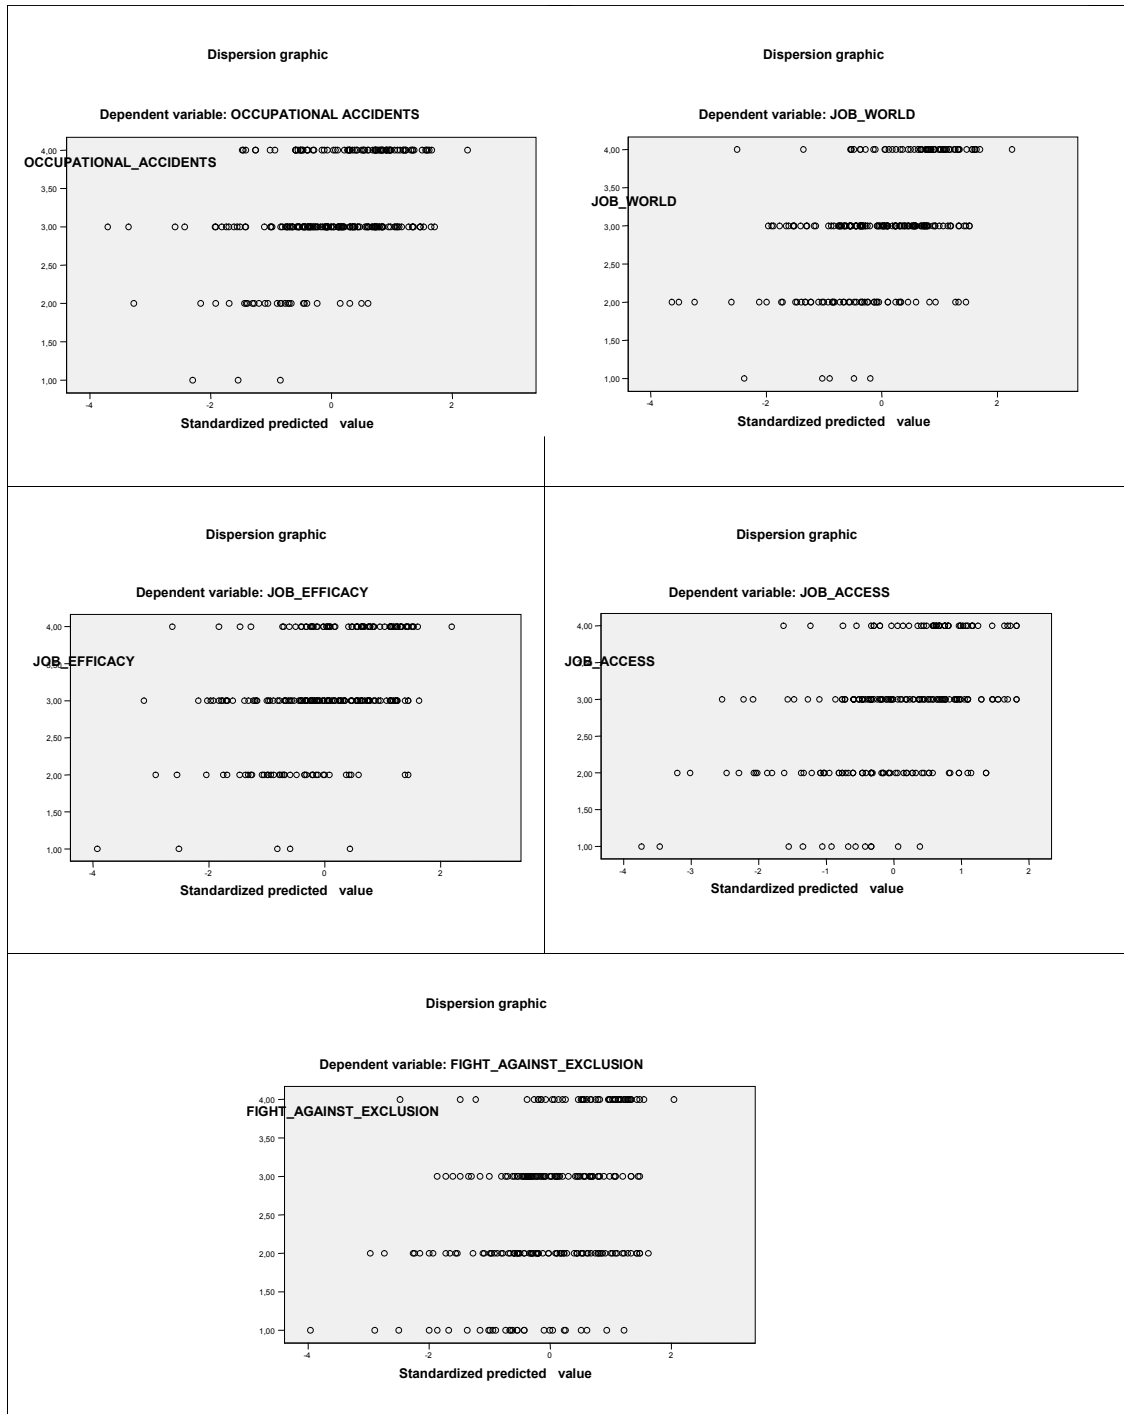 Dispersion graphic
Dependent variable: OCCUPATIONAL ACCIDENTS
4,00
OCCUPATIONAL_ACCIDENTS
3,50
3,00
2,50
2,00
1,50
1,00
-4 -2 0 2
Standardized predicted value
Dispersion graphic
Dependent variable: JOB_WORLD
4,00
3,50
JOB_WORLD
3,00
2,50
2,00
1,50
1,00
-4 -2 0 2
Standardized predicted value
Dispersion graphic
Dependent variable: JOB_EFFICACY
4,00
JOB_EFFICACY
3,50
3,00
2,50
2,00
1,50
1,00
-4 -2 0 2
Standardized predicted value
Dispersion graphic
Dependent variable: JOB_ACCESS
4,00
JOB_ACCESS
3,50
3,00
2,50
2,00
1,50
1,00
-4 -3 -2 -1 0 1 2
Standardized predicted value
Dispersion graphic
Dependent variable: FIGHT_AGAINST_EXCLUSION
4,00
FIGHT_AGAINST_EXCLUSION
3,50
3,00
2,50
2,00
1,50
1,00
-4 -2 0 2
Standardized predicted value